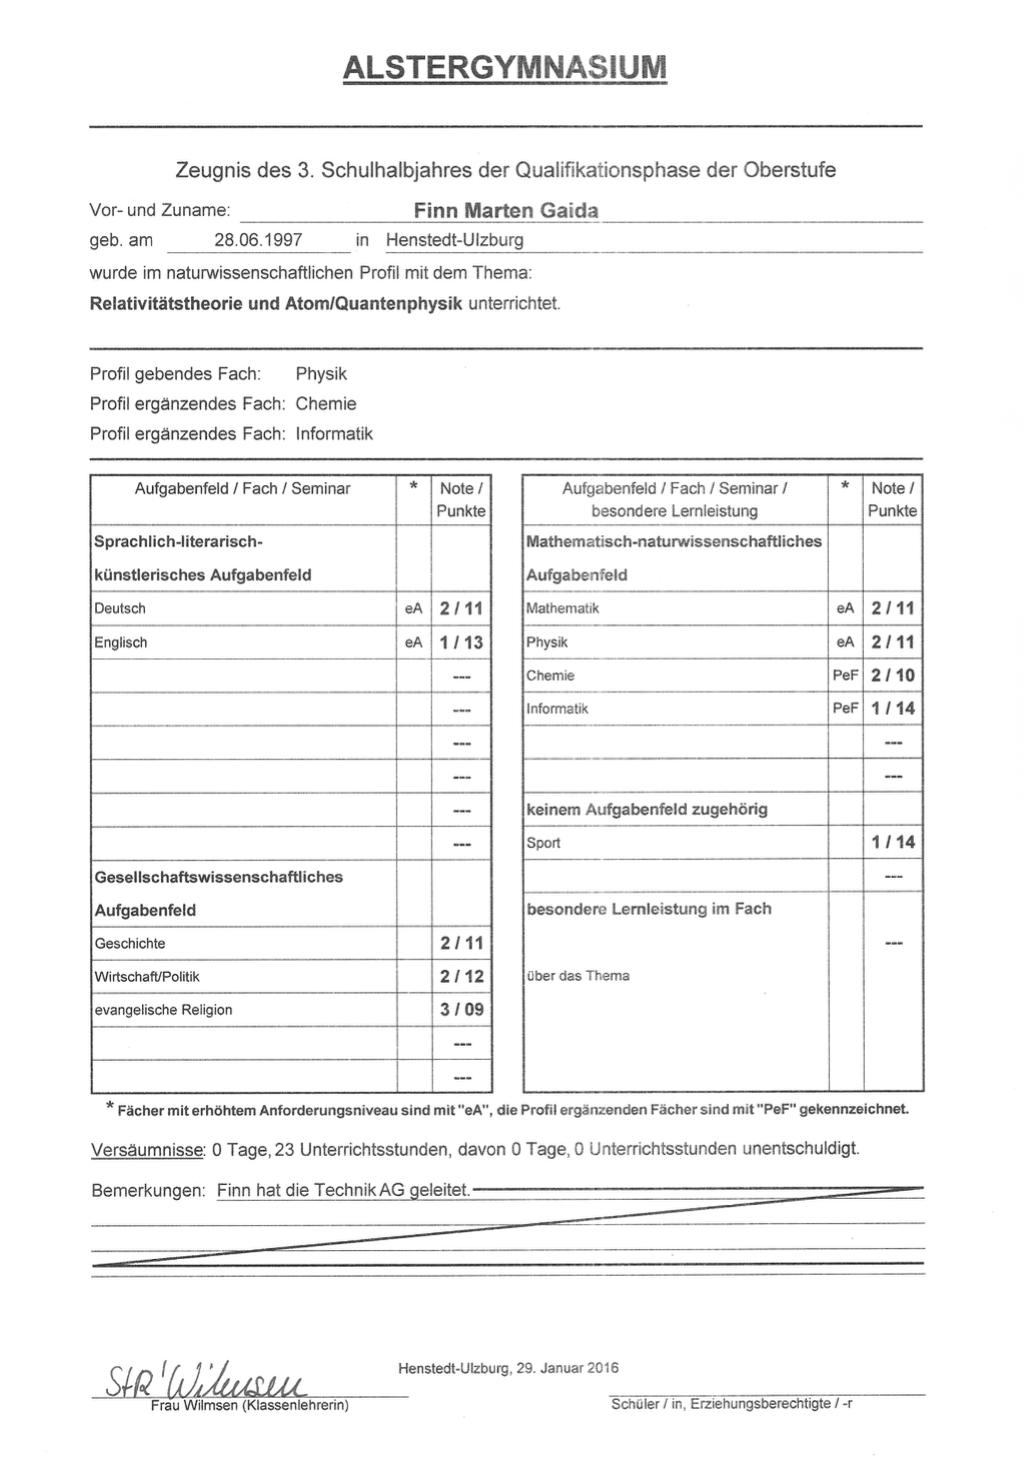 ALSTERGYMNASIUM
Zeugnis des 3. Schulhalbjahres der Qualifikationsphase der Oberstufe
Vor- und Zuname: Finn Marten Gaida
geb. am 28.06.1997 in Henstedt-Ulzburg
wurde im naturwissenschaftlichen Profil mit dem Thema:
Relativitätstheorie und Atom/Quantenphysik unterrichtet.
Profil gebendes Fach: Physik
Profil ergänzendes Fach: Chemie
Profil ergänzendes Fach: Informatik
Aufgabenfeld / Fach / Seminar * Note /
Punkte
Sprachlich-literarisch-
künstlerisches Aufgabenfeld
Deutsch eA 2 / 11
Englisch eA 1 / 13
---
---
---
---
---
---
Gesellschaftswissenschaftliches
Aufgabenfeld
Geschichte 2 / 11
Wirtschaft/Politik 2 / 12
evangelische Religion 3 / 09
---
---
Aufgabenfeld / Fach / Seminar / * Note /
besondere Lernleistung Punkte
Mathematisch-naturwissenschaftliches
Aufgabenfeld
Mathematik eA 2 / 11
Physik eA 2 / 11
Chemie PeF 2 / 10
Informatik PeF 1 / 14
---
---
keinem Aufgabenfeld zugehörig
Sport 1 / 14
---
besondere Lernleistung im Fach
---
über das Thema
* Fächer mit erhöhtem Anforderungsniveau sind mit "eA", die Profil ergänzenden Fächer sind mit "PeF" gekennzeichnet.
Versäumnisse: 0 Tage, 23 Unterrichtsstunden, davon 0 Tage, 0 Unterrichtsstunden unentschuldigt.
Bemerkungen: Finn hat die Technik AG geleitet.
Henstedt-Ulzburg, 29. Januar 2016
StR' Wilmsen
Frau Wilmsen (Klassenlehrerin)
Schüler / in, Erziehungsberechtigte / -r